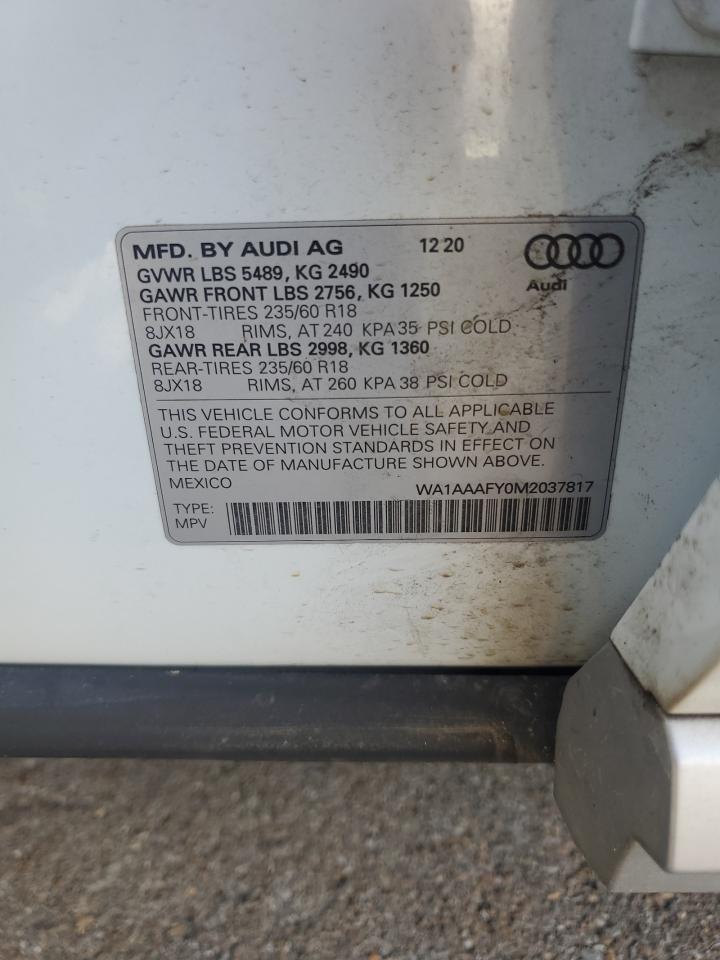 MFD. BY AUDI AG 12 20
Audi
GVWR LBS 5489, KG 2490
GAWR FRONT LBS 2756, KG 1250
FRONT-TIRES 235/60 R18
8JX18 RIMS, AT 240 KPA 35 PSI COLD
GAWR REAR LBS 2998, KG 1360
REAR-TIRES 235/60 R18
8JX18 RIMS, AT 260 KPA 38 PSI COLD
THIS VEHICLE CONFORMS TO ALL APPLICABLE
U.S. FEDERAL MOTOR VEHICLE SAFETY AND
THEFT PREVENTION STANDARDS IN EFFECT ON
THE DATE OF MANUFACTURE SHOWN ABOVE.
MEXICO WA1AAAFY0M2037817
TYPE:
MPV